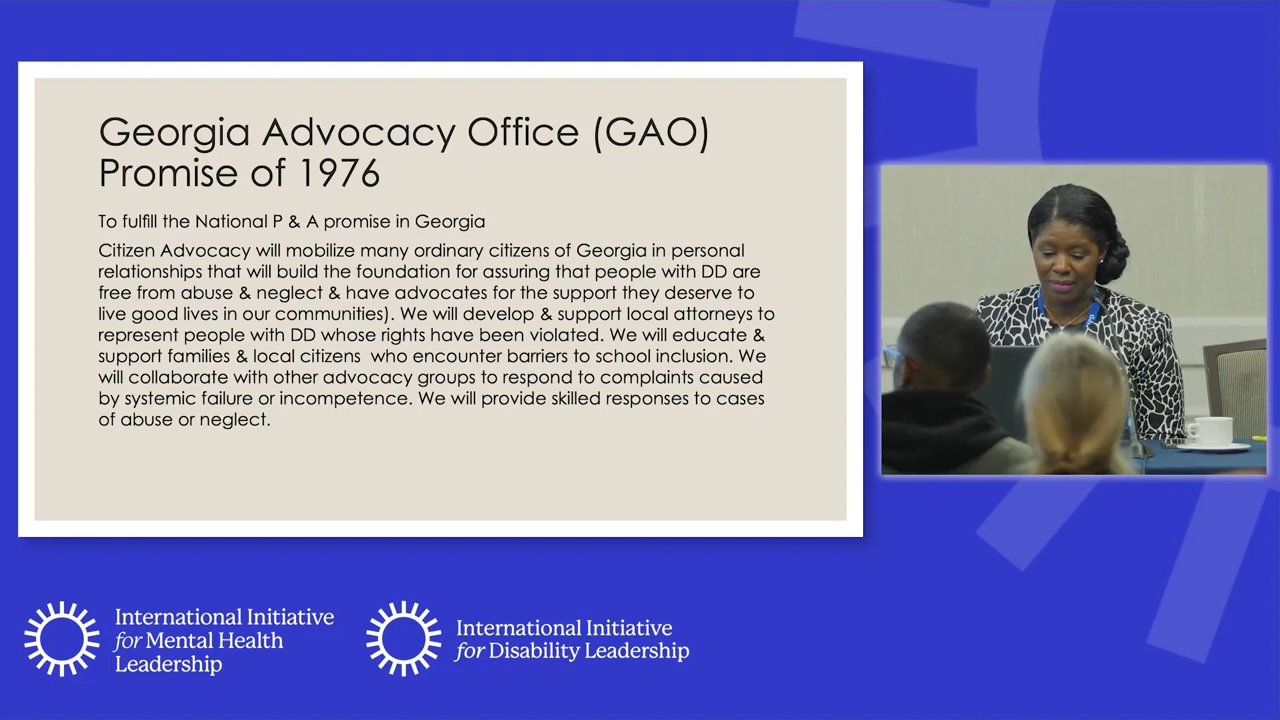 Georgia Advocacy Office (GAO)
Promise of 1976
To fulfill the National P & A promise in Georgia
Citizen Advocacy will mobilize many ordinary citizens of Georgia in personal
relationships that will build the foundation for assuring that people with DD are
free from abuse & neglect & have advocates for the support they deserve to
live good lives in our communities). We will develop & support local attorneys to
represent people with DD whose rights have been violated. We will educate &
support families & local citizens who encounter barriers to school inclusion. We
will collaborate with other advocacy groups to respond to complaints caused
by systemic failure or incompetence. We will provide skilled responses to cases
of abuse or neglect.
International Initiative
for Mental Health
Leadership
International Initiative
for Disability Leadership